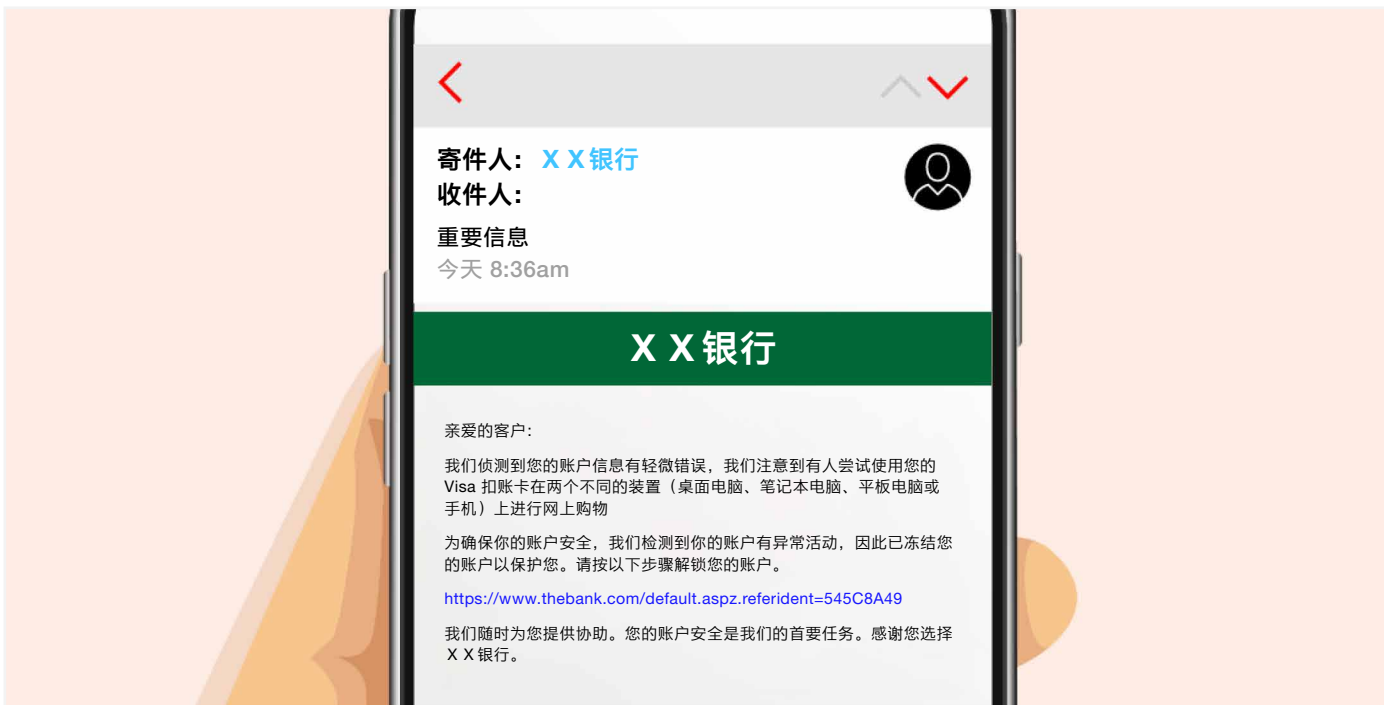 寄件人： X X银行
收件人：
重要信息
今天 8:36am
X X银行
亲爱的客户：
我们侦测到您的账户信息有轻微错误，我们注意到有人尝试使用您的
Visa 扣账卡在两个不同的装置（桌面电脑、笔记本电脑、平板电脑或
手机）上进行网上购物
为确保你的账户安全，我们检测到你的账户有异常活动，因此已冻结您
的账户以保护您。请按以下步骤解锁您的账户。
https://www.thebank.com/default.aspz.referident=545C8A49
我们随时为您提供协助。您的账户安全是我们的首要任务。感谢您选择
X X银行。